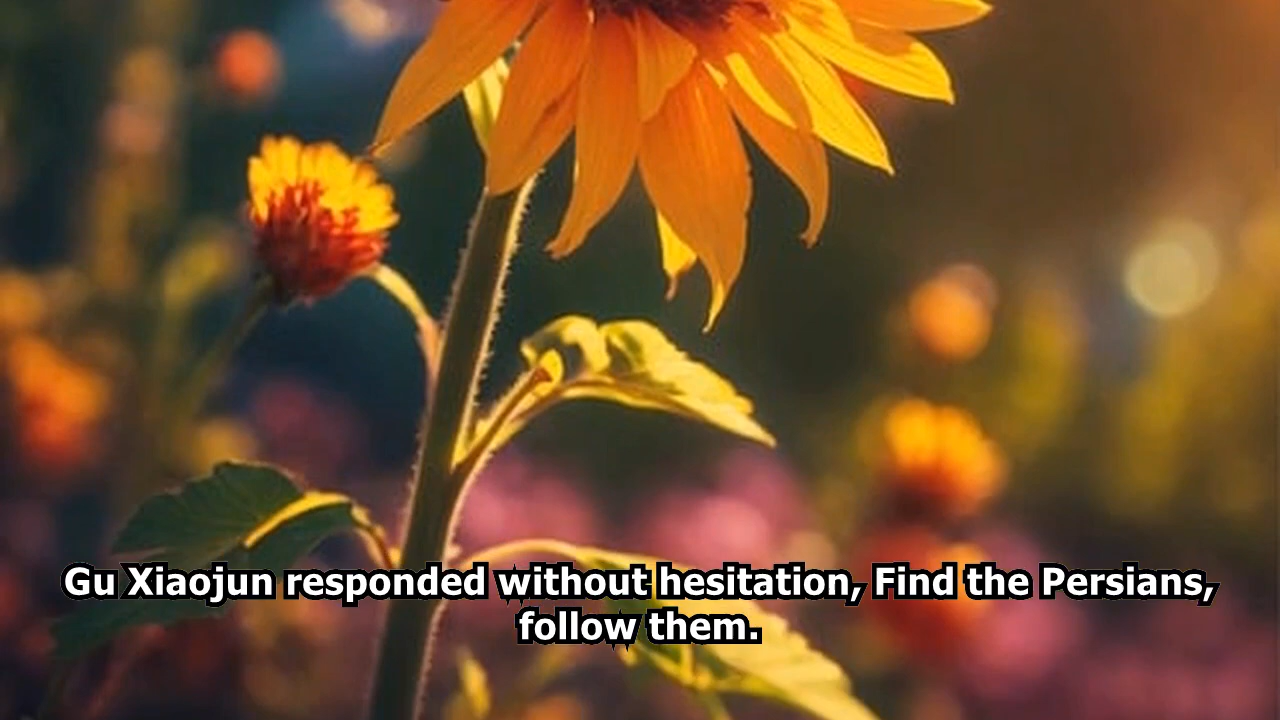 Gu Xiaojun responded without hesitation, Find the Persians,
follow them.